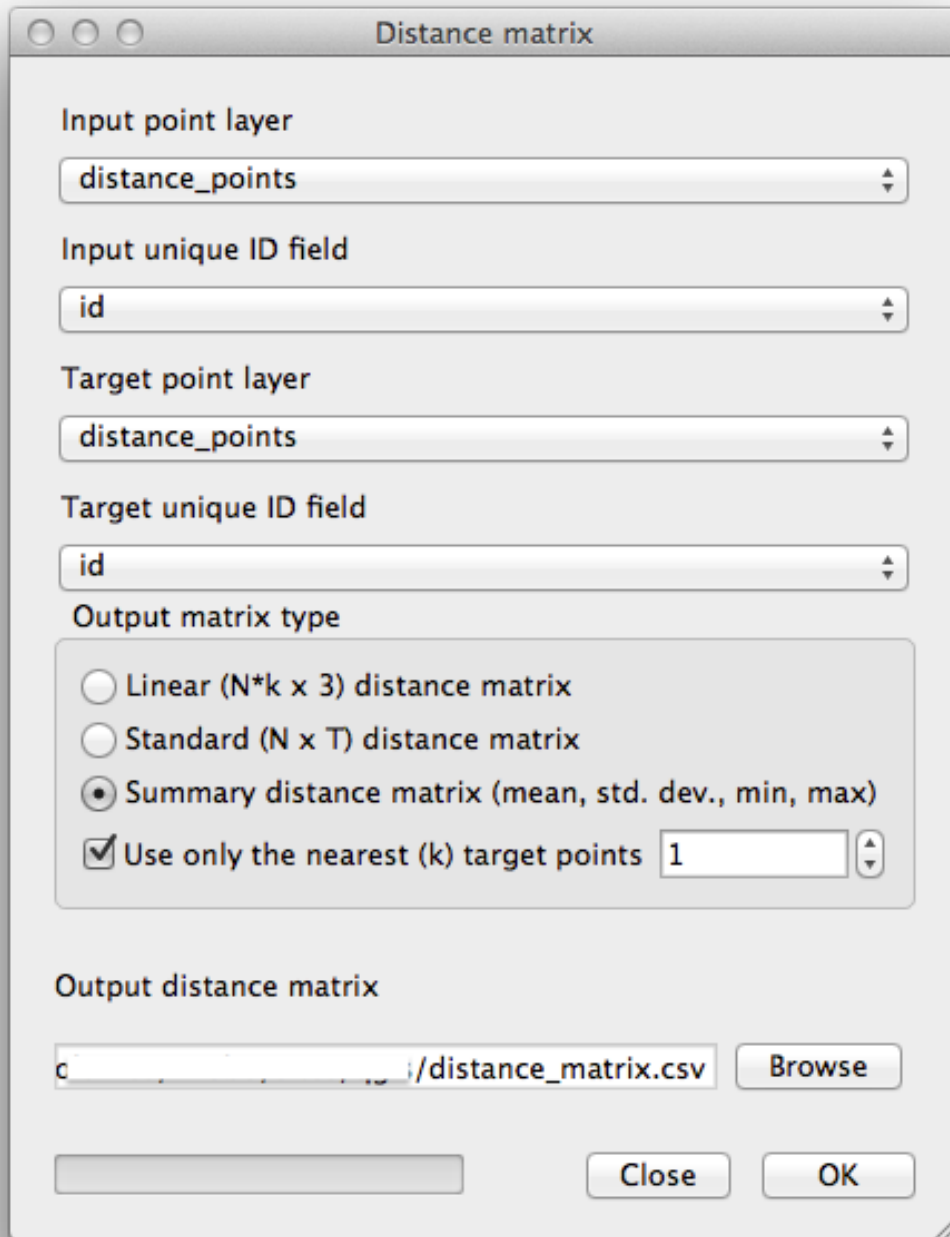 Distance matrix
Input point layer
distance_points
Input unique ID field
id
Target point layer
distance_points
Target unique ID field
id
Output matrix type
Linear (N*k x 3) distance matrix
Standard (N x T) distance matrix
Summary distance matrix (mean, std. dev., min, max)
Use only the nearest (k) target points 1
Output distance matrix
/distance_matrix.csv Browse
Close OK